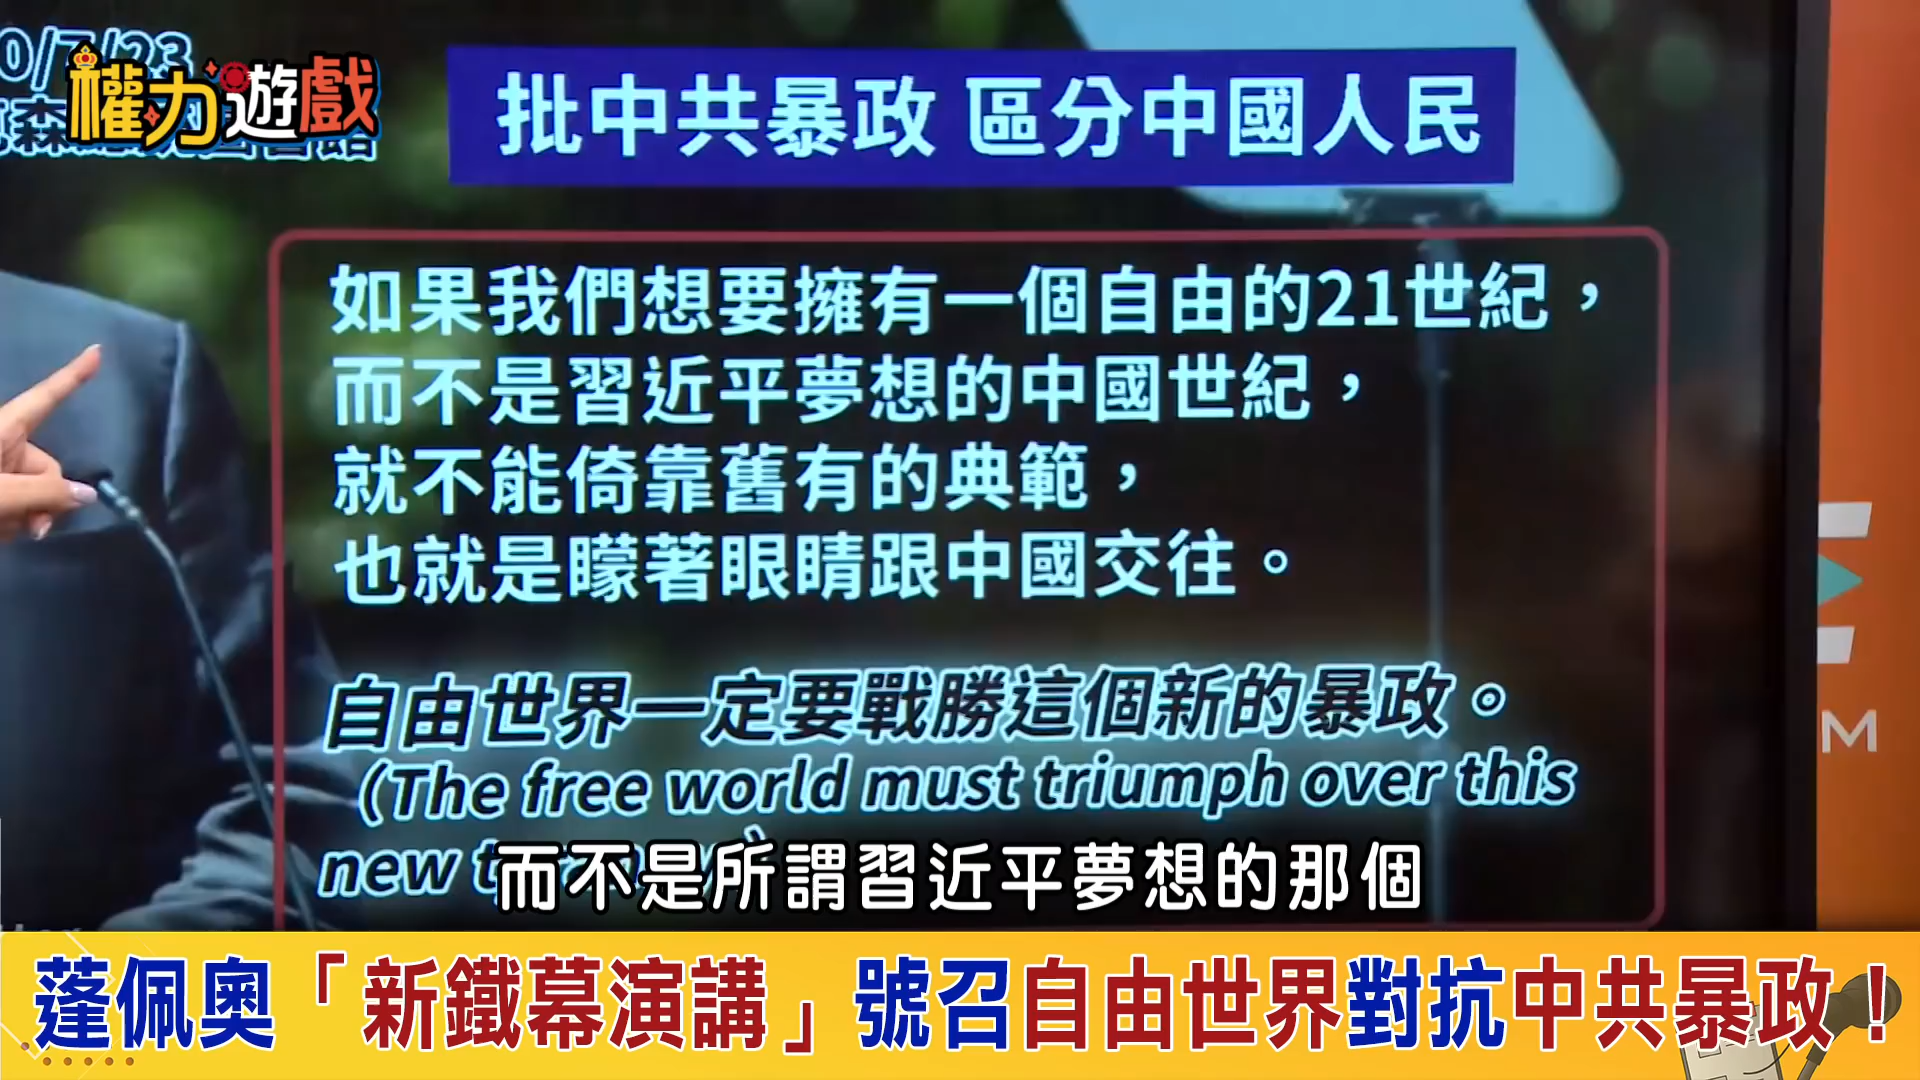 0/7/23
權力遊戲
批中共暴政 區分中國人民
如果我們想要擁有一個自由的21世紀，
而不是習近平夢想的中國世紀，
就不能倚靠舊有的典範，
也就是矇著眼睛跟中國交往。
自由世界一定要戰勝這個新的暴政。
(The free world must triumph over this
new
而不是所謂習近平夢想的那個
M
蓬佩奧「新鐵幕演講」號召自由世界對抗中共暴政！